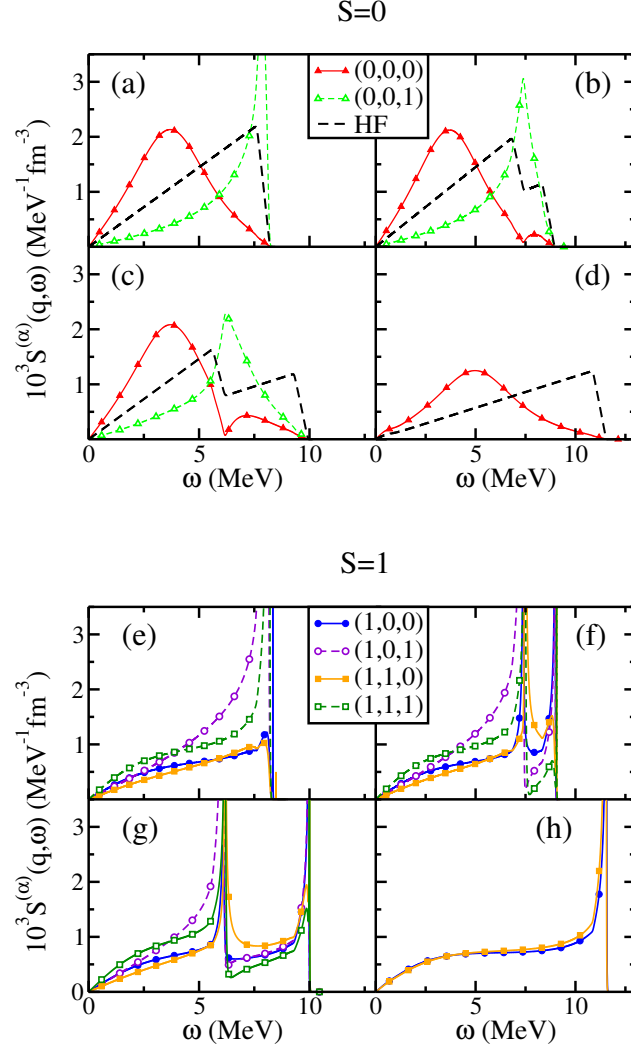 S=0
(a)
(0,0,0)
(0,0,1)
HF
(b)
3
2
1
(c)
(d)
3
2
1
0
0 5 10
0 5 10
ω (MeV)
ω (MeV)
10³S⁽ᵅ⁾(q,ω) (MeV⁻¹fm⁻³)
S=1
(e)
(1,0,0)
(1,0,1)
(1,1,0)
(1,1,1)
(f)
3
2
1
(g)
(h)
3
2
1
0
0 5 10
0 5 10
ω (MeV)
ω (MeV)
10³S⁽ᵅ⁾(q,ω) (MeV⁻¹fm⁻³)